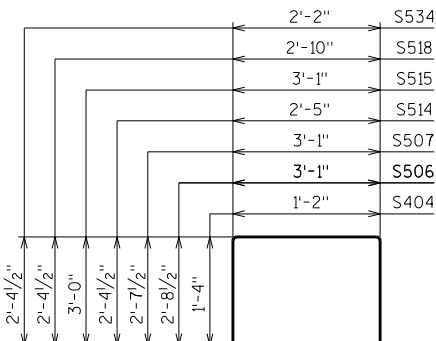 2'-2" S534
2'-10" S518
3'-1" S515
2'-5" S514
3'-1" S507
3'-1" S506
1'-2" S404
2'-4½"
2'-4½"
3'-0"
2'-4½"
2'-7½"
2'-8½"
1'-4"